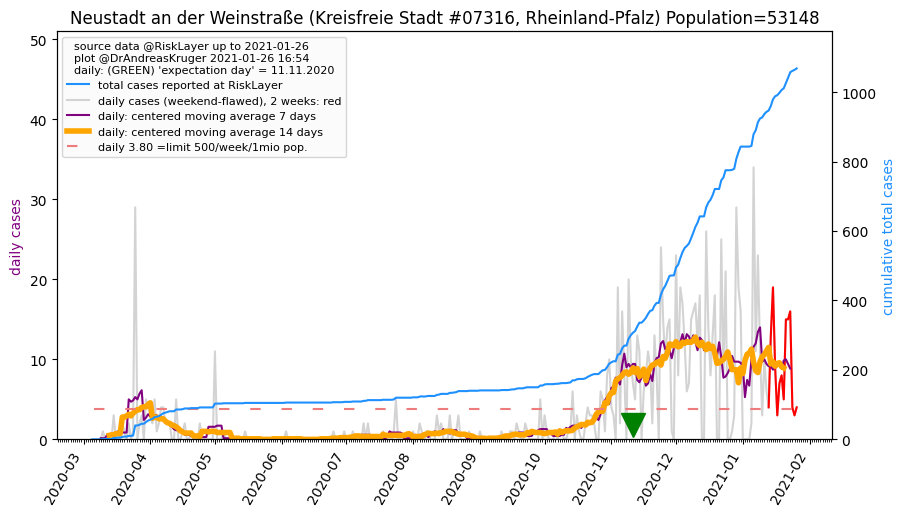 Neustadt an der Weinstraße (Kreisfreie Stadt #07316, Rheinland-Pfalz) Population=53148
source data @RiskLayer up to 2021-01-26
plot @DrAndreasKruger 2021-01-26 16:54
daily: (GREEN) 'expectation day' = 11.11.2020
total cases reported at RiskLayer
daily cases (weekend-flawed), 2 weeks: red
daily: centered moving average 7 days
daily: centered moving average 14 days
daily 3.80 =limit 500/week/1mio pop.
daily cases
50
40
30
20
10
0
cumulative total cases
1000
800
600
400
200
0
2020-03
2020-04
2020-05
2020-06
2020-07
2020-08
2020-09
2020-10
2020-11
2020-12
2021-01
2021-02